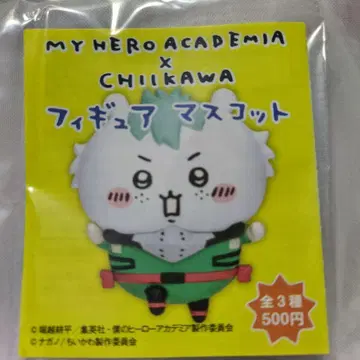 MY HERO ACADEMIA
×
CHIIKAWA
フィギュア マスコット
全3種
500円
©堀越耕平／集英社・僕のヒーローアカデミア製作委員会
©ナガノ／ちいかわ製作委員会